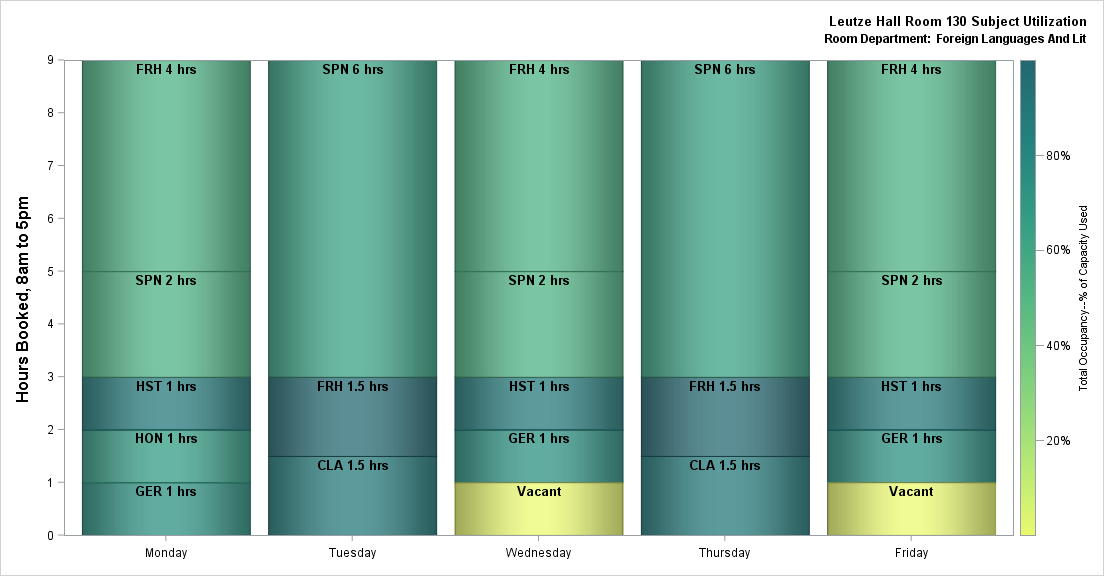 Leutze Hall Room 130 Subject Utilization
Room Department: Foreign Languages And Lit
Hours Booked, 8am to 5pm
9
8
7
6
5
4
3
2
1
0
FRH 4 hrs
SPN 2 hrs
HST 1 hrs
HON 1 hrs
GER 1 hrs
SPN 6 hrs
FRH 1.5 hrs
CLA 1.5 hrs
FRH 4 hrs
SPN 2 hrs
HST 1 hrs
GER 1 hrs
Vacant
SPN 6 hrs
FRH 1.5 hrs
CLA 1.5 hrs
FRH 4 hrs
SPN 2 hrs
HST 1 hrs
GER 1 hrs
Vacant
Monday
Tuesday
Wednesday
Thursday
Friday
80%
60%
40%
20%
Total Occupancy--% of Capacity Used